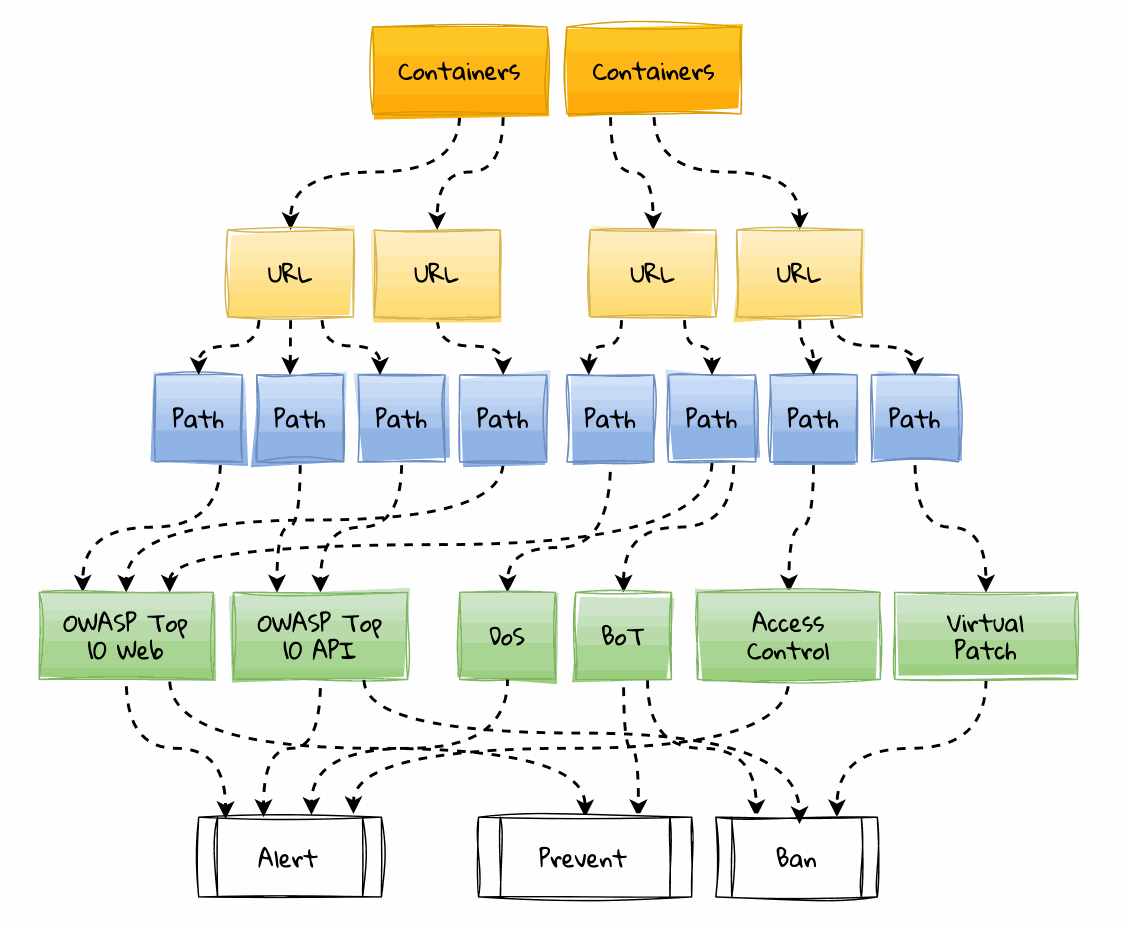 Containers
Containers
URL
URL
URL
URL
Path
Path
Path
Path
Path
Path
Path
Path
OWASP Top
10 Web
OWASP Top
10 API
DoS
BoT
Access
Control
Virtual
Patch
Alert
Prevent
Ban